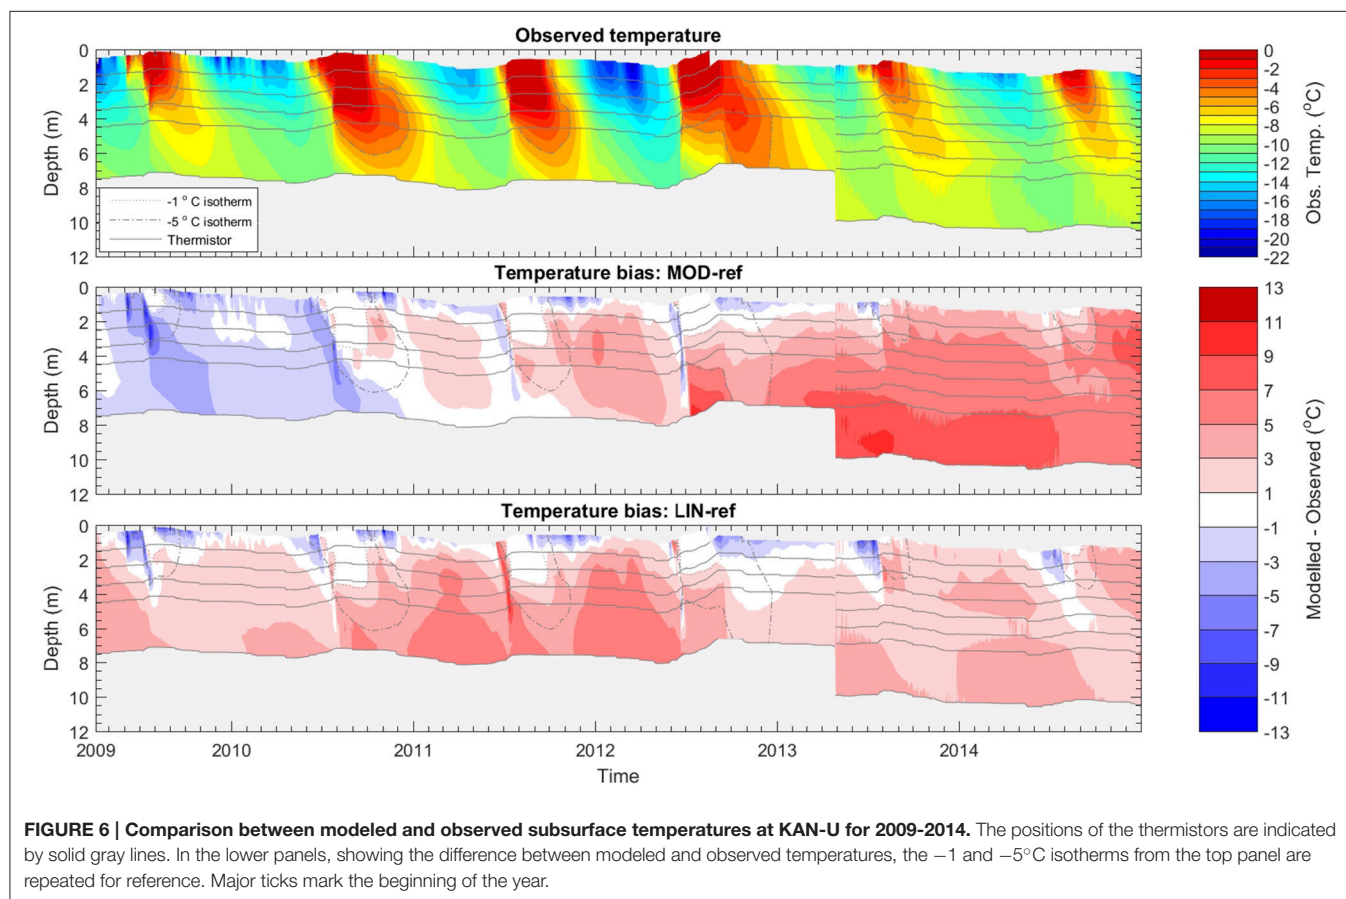 Observed temperature
0
2
4
6
8
10
12
Depth (m)
-1 ° C isotherm
-5 ° C isotherm
Thermistor
0
-2
-4
-6
-8
-10
-12
-14
-16
-18
-20
-22
Obs. Temp. (°C)
Temperature bias: MOD-ref
0
2
4
6
8
10
12
Depth (m)
13
11
9
7
5
3
1
-1
-3
-5
-7
-9
-11
-13
Modelled - Observed (°C)
Temperature bias: LIN-ref
0
2
4
6
8
10
12
Depth (m)
2009 2010 2011 2012 2013 2014
Time
FIGURE 6 | Comparison between modeled and observed subsurface temperatures at KAN-U for 2009-2014. The positions of the thermistors are indicated
by solid gray lines. In the lower panels, showing the difference between modeled and observed temperatures, the −1 and −5°C isotherms from the top panel are
repeated for reference. Major ticks mark the beginning of the year.